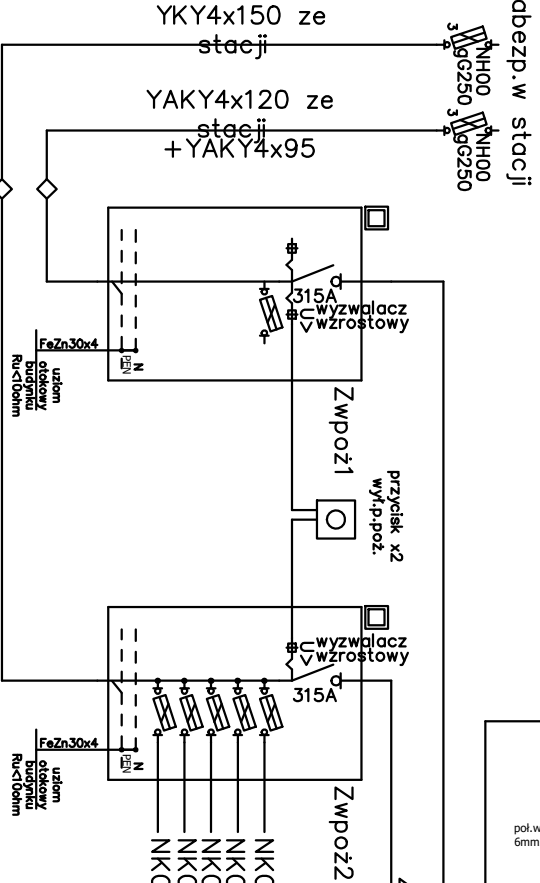 YKY4x150 ze
stacji
3
NH00
gG250
abezp.w stacji
YAKY4x120 ze
stacji
+YAKY4x95
3
NH00
gG250
315A
wyzwalacz
wzrostowy
U<
FeZn30x4
PEN
N
uziom
otokowy
budynku
Ru<10ohm
Zwpoż1
przycisk x2
wył.p.poż.
wyzwalacz
wzrostowy
U<
315A
FeZn30x4
PEN
N
uziom
otokowy
budynku
Ru<10ohm
Zwpoż2
poł.w
6mm